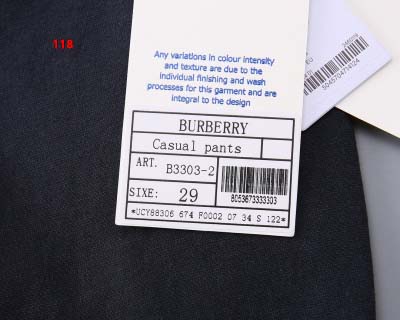 118
Any variations in colour intensity
and texture are due to the
individual finishing and wash
processes for this garment and are
integral to the design
BURBERRY
Casual pants
ART. B3303-2
SIZE: 29
8053673333303
*UCY88306 674 F0002 07 34 S 122*
5045704714024